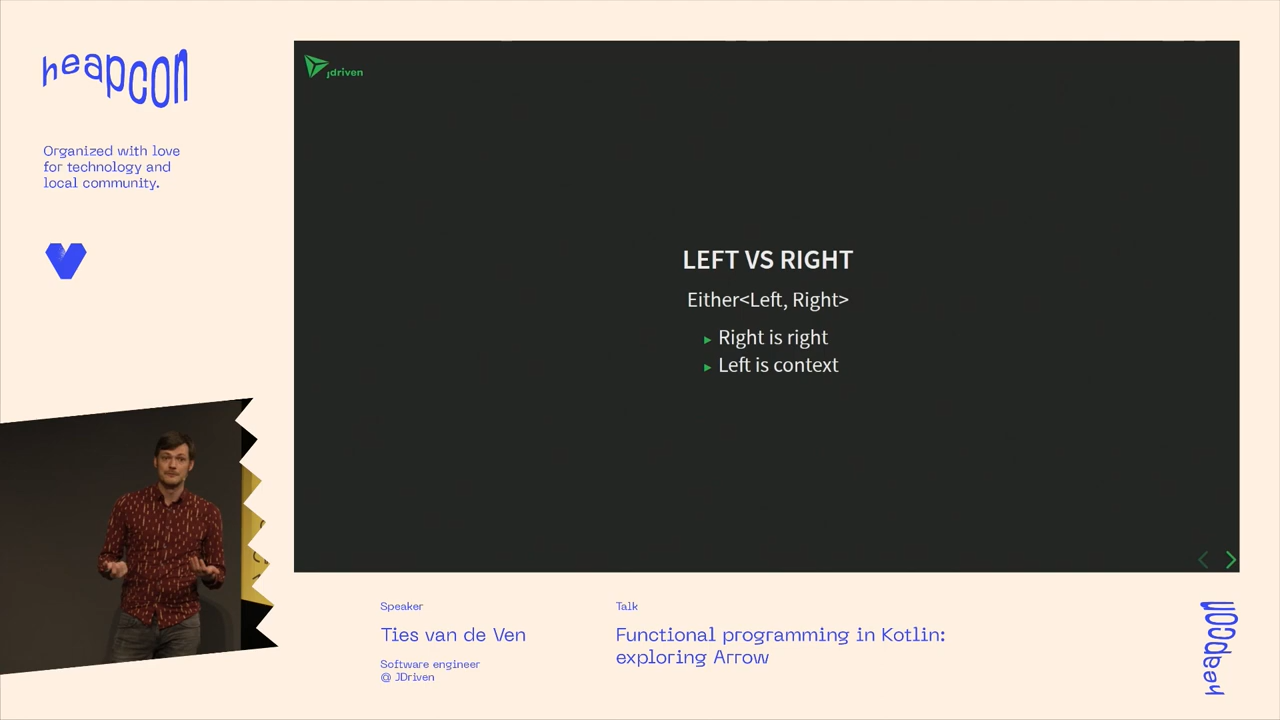 heapcon
Organized with love
for technology and
local community.
Jdriven
LEFT VS RIGHT
Either<Left, Right>
Right is right
Left is context
Speaker
Ties van de Ven
Software engineer
@ JDriven
Talk
Functional programming in Kotlin:
exploring Arrow
heapcon